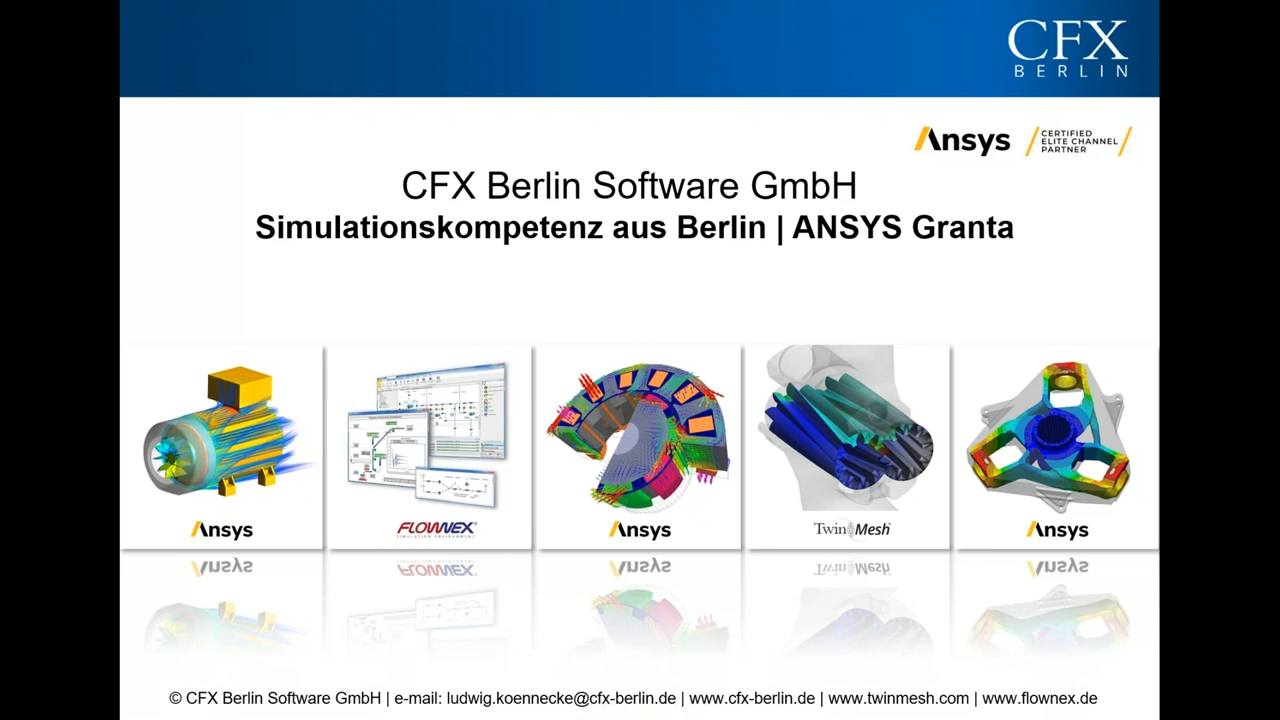 CFX
BERLIN
Ansys
CERTIFIED
ELITE CHANNEL
PARTNER
CFX Berlin Software GmbH
Simulationskompetenz aus Berlin | ANSYS Granta
Ansys
FLOWNEX®
SIMULATION ENVIRONMENT
Ansys
TwinMesh
Ansys
© CFX Berlin Software GmbH | e-mail: ludwig.koennecke@cfx-berlin.de | www.cfx-berlin.de | www.twinmesh.com | www.flownex.de